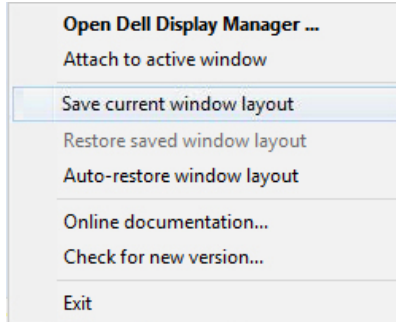 Open Dell Display Manager ...
Attach to active window
Save current window layout
Restore saved window layout
Auto-restore window layout
Online documentation...
Check for new version...
Exit